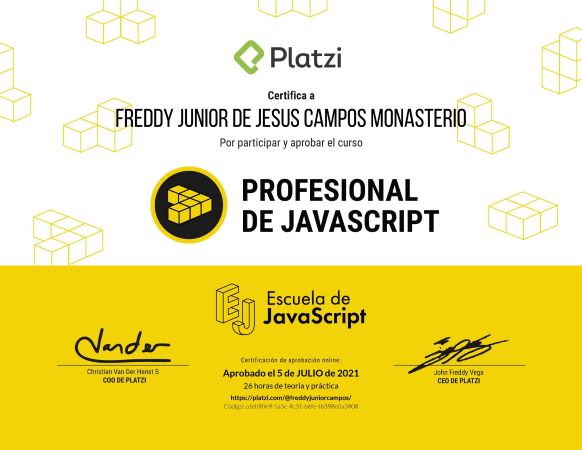 Platzi
Certifica a
FREDDY JUNIOR DE JESUS CAMPOS MONASTERIO
Por participar y aprobar el curso
PROFESIONAL
DE JAVASCRIPT
EJ
Escuela de
JavaScript
Certificación de aprobación online:
Aprobado el 5 de JULIO de 2021
26 horas de teoría y práctica
https://platzi.com/@freddyjuniorcampos/
Christian Van Der Henst S
COO DE PLATZI
John Freddy Vega
CEO DE PLATZI